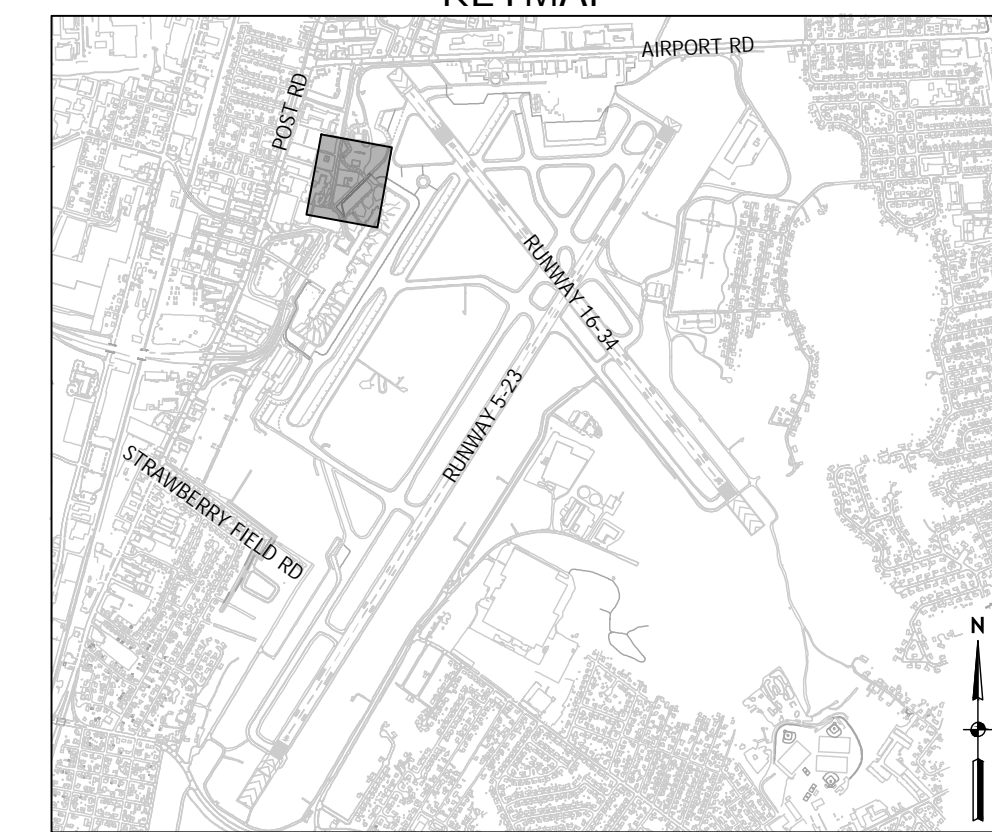 KEYMAP
AIRPORT RD
POST RD
RUNWAY 16-34
RUNWAY 5-23
STRAWBERRY FIELD RD
N